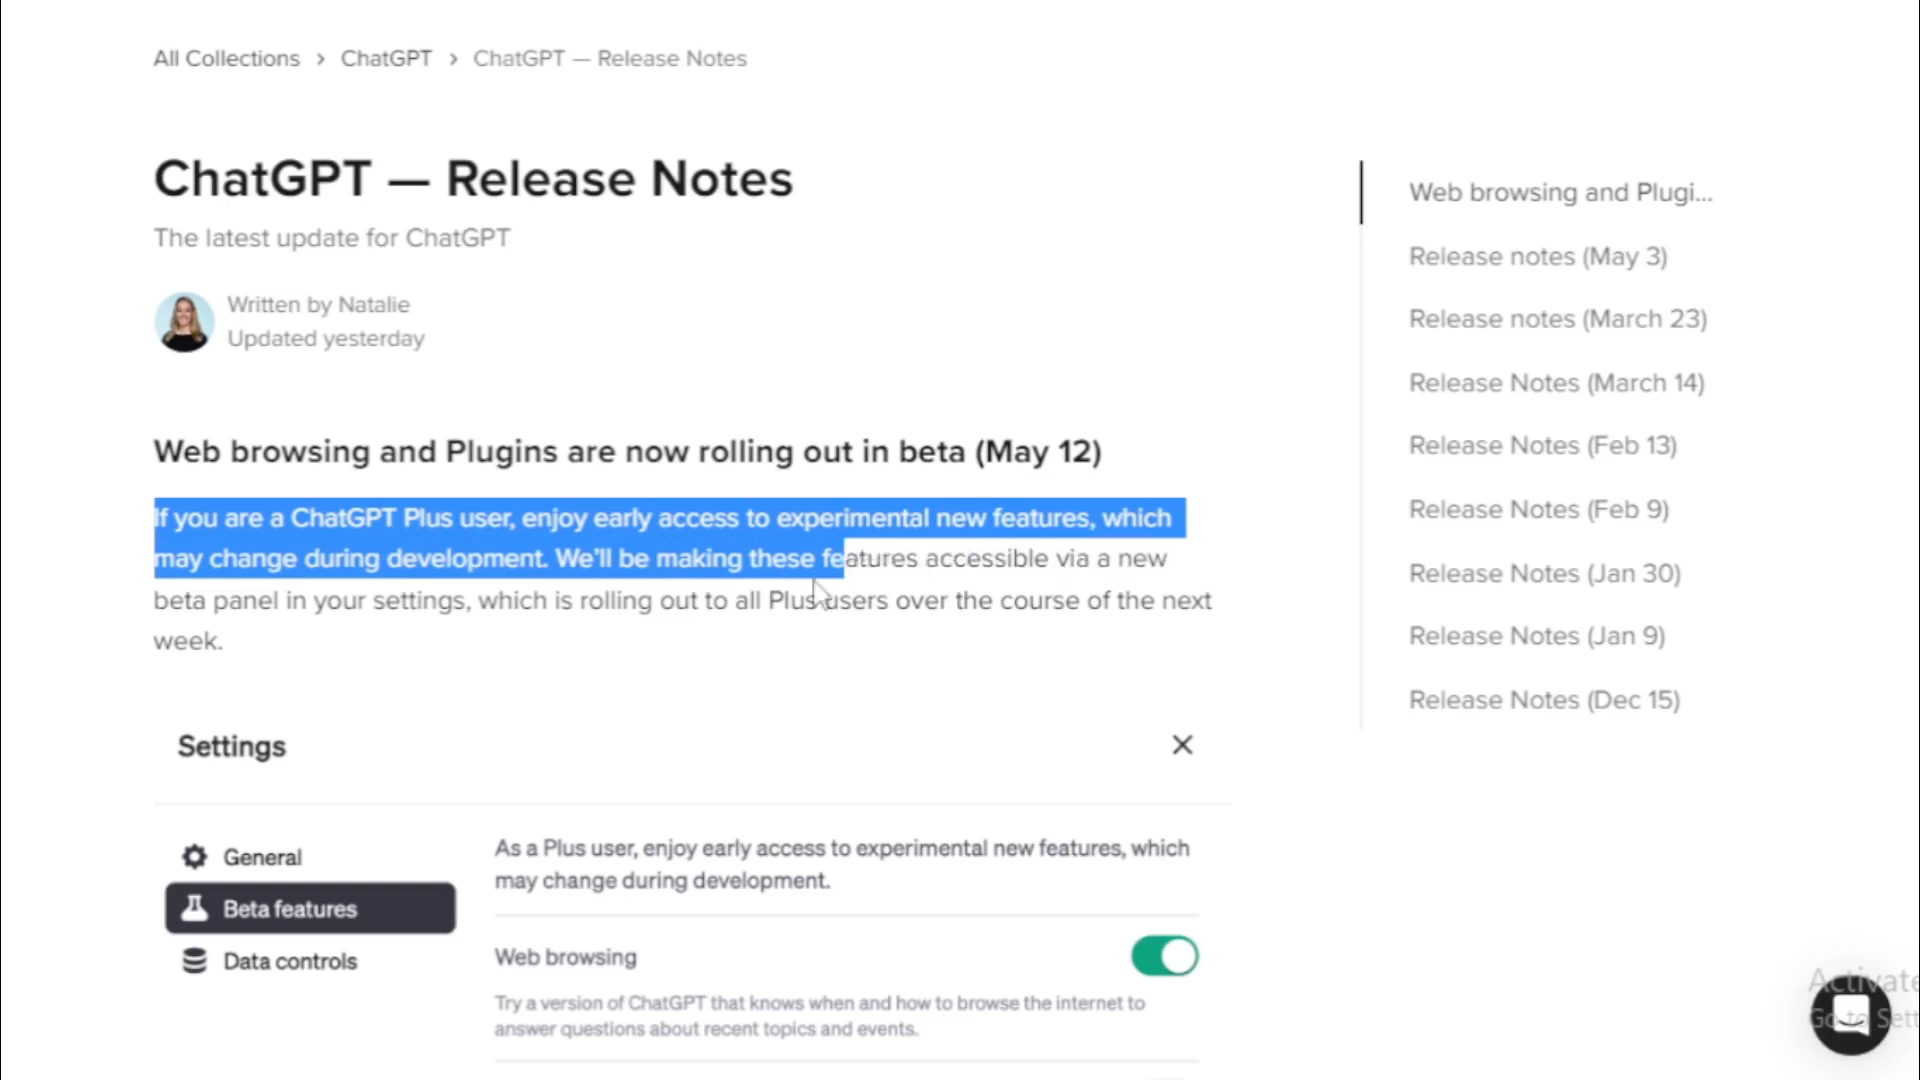 All Collections > ChatGPT > ChatGPT — Release Notes
ChatGPT — Release Notes
The latest update for ChatGPT
Written by Natalie
Updated yesterday
Web browsing and Plugins are now rolling out in beta (May 12)
If you are a ChatGPT Plus user, enjoy early access to experimental new features, which
may change during development. We'll be making these features accessible via a new
beta panel in your settings, which is rolling out to all Plus users over the course of the next
week.
Settings
General
Beta features
Data controls
As a Plus user, enjoy early access to experimental new features, which
may change during development.
Web browsing
Try a version of ChatGPT that knows when and how to browse the internet to
answer questions about recent topics and events.
Web browsing and Plugi...
Release notes (May 3)
Release notes (March 23)
Release Notes (March 14)
Release Notes (Feb 13)
Release Notes (Feb 9)
Release Notes (Jan 30)
Release Notes (Jan 9)
Release Notes (Dec 15)
Activate
Go to Sett